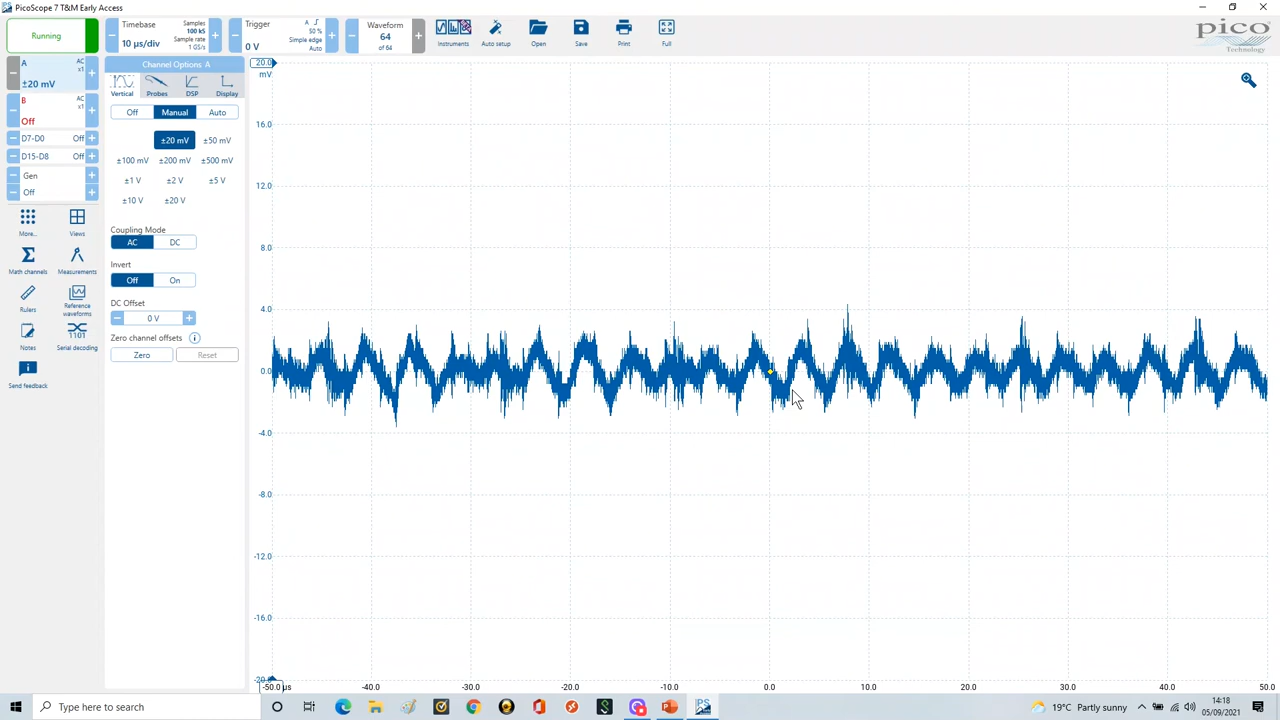 PicoScope 7 T&M Early Access
Running
Timebase
10 µs/div
Samples
100 kS
Sample rate
1 GS/s
Trigger
0 V
A
50 %
Simple edge
Auto
Waveform
64
of 64
Instruments
Auto setup
Open
Save
Print
Full
pico
Technology
A
AC
x1
±20 mV
B
AC
x1
Off
D7-D0 Off
D15-D8 Off
Gen
Off
More...
Views
Math channels
Measurements
Rulers
Reference
waveforms
Notes
Serial decoding
1101
Send feedback
Channel Options A
Vertical
Probes
DSP
Display
Off
Manual
Auto
±20 mV
±50 mV
±100 mV
±200 mV
±500 mV
±1 V
±2 V
±5 V
±10 V
±20 V
Coupling Mode
AC
DC
Invert
Off
On
DC Offset
0 V
Zero channel offsets
Zero
Reset
20.0
mV
16.0
12.0
8.0
4.0
0.0
-4.0
-8.0
-12.0
-16.0
-50.0 µs
-40.0
-30.0
-20.0
-10.0
0.0
10.0
20.0
30.0
40.0
50.0
Type here to search
19°C Partly sunny
14:18
05/09/2021